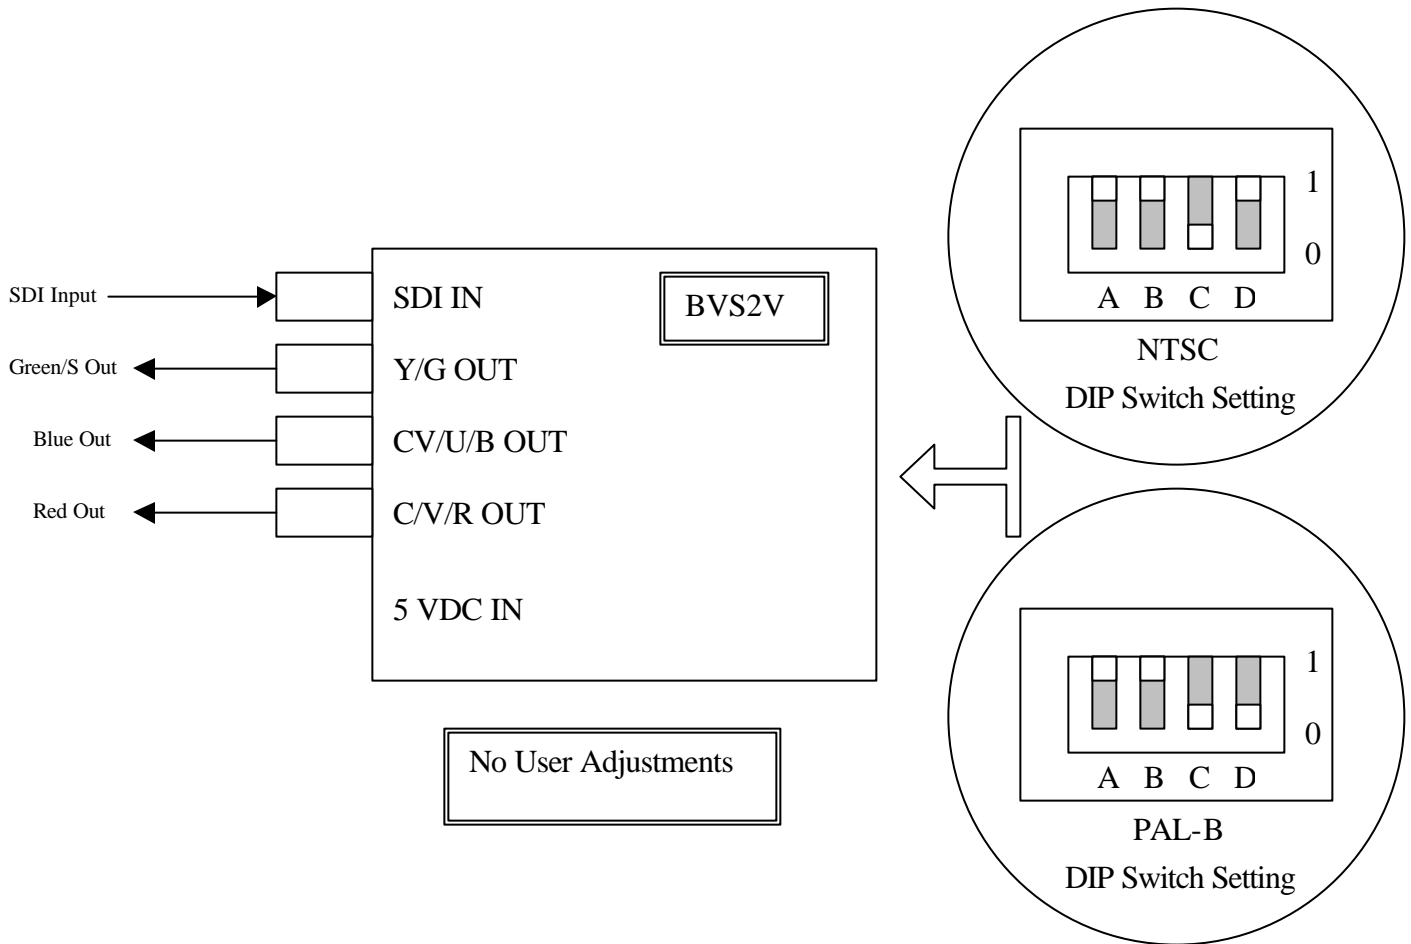 SDI Input
Green/S Out
Blue Out
Red Out
SDI IN
Y/G OUT
CV/U/B OUT
C/V/R OUT
5 VDC IN
BVS2V
No User Adjustments
1
0
A B C D
NTSC
DIP Switch Setting
1
0
A B C D
PAL-B
DIP Switch Setting